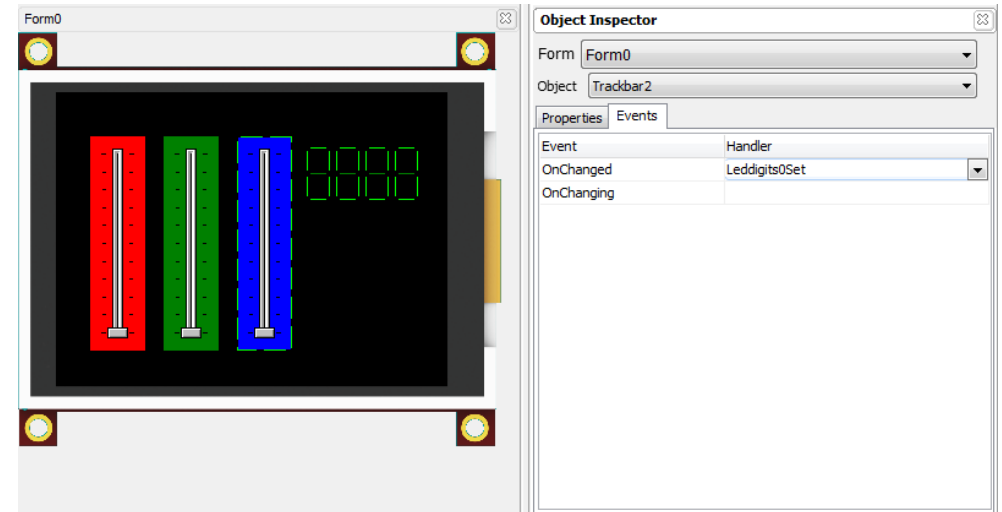 Form0
Object Inspector
Form Form0
Object Trackbar2
Properties Events
Event Handler
OnChanged Leddigits0Set
OnChanging